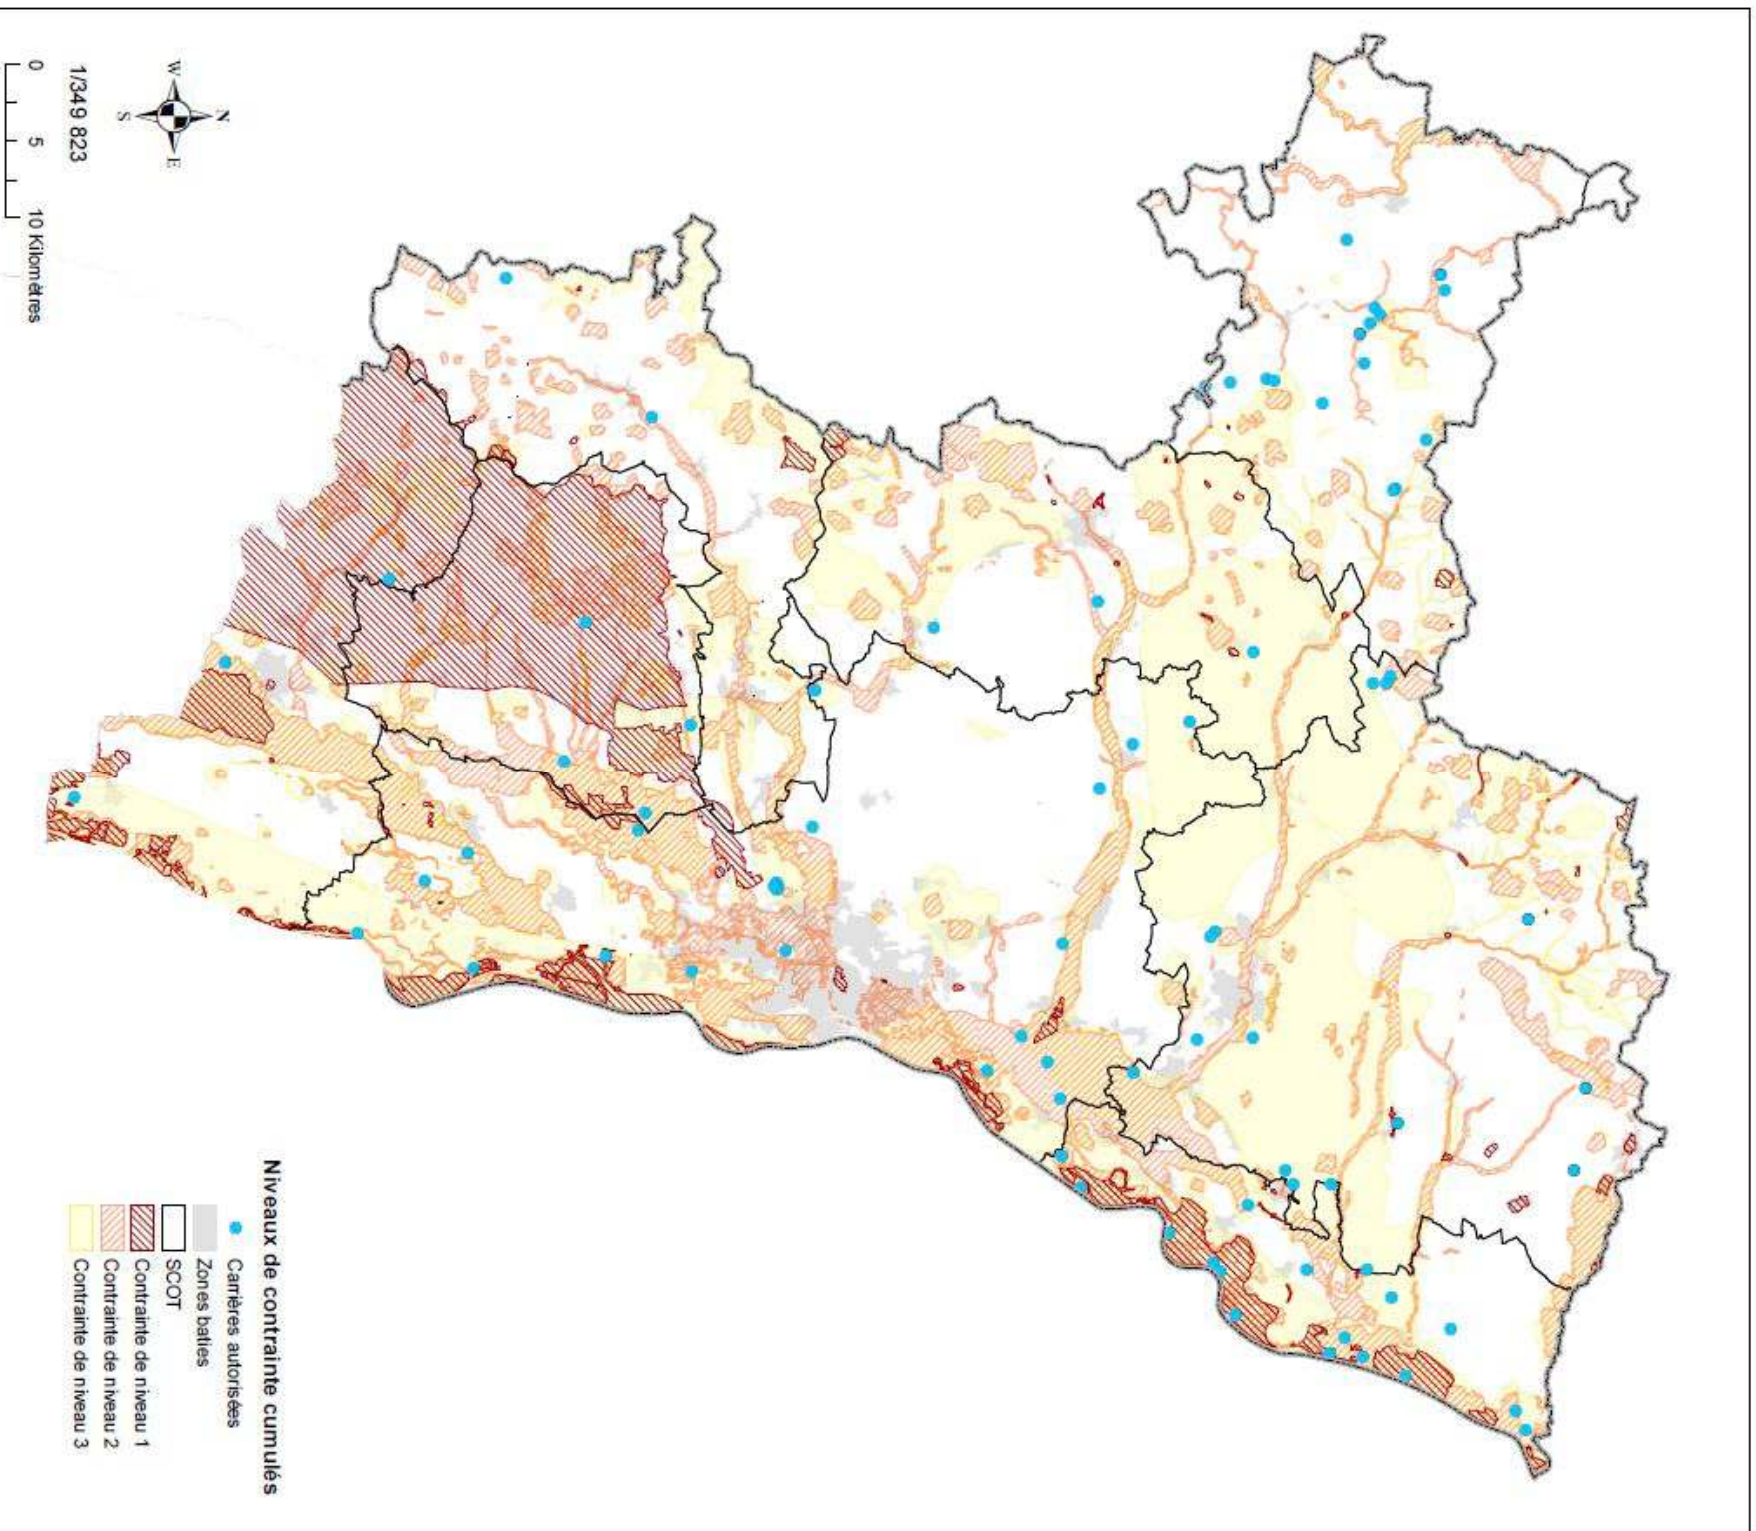 N
W
E
S
1/349 823
0 5 10 Kilomètres
Niveaux de contrainte cumulés
Carrières autorisées
Zones baties
SCOT
Contrainte de niveau 1
Contrainte de niveau 2
Contrainte de niveau 3